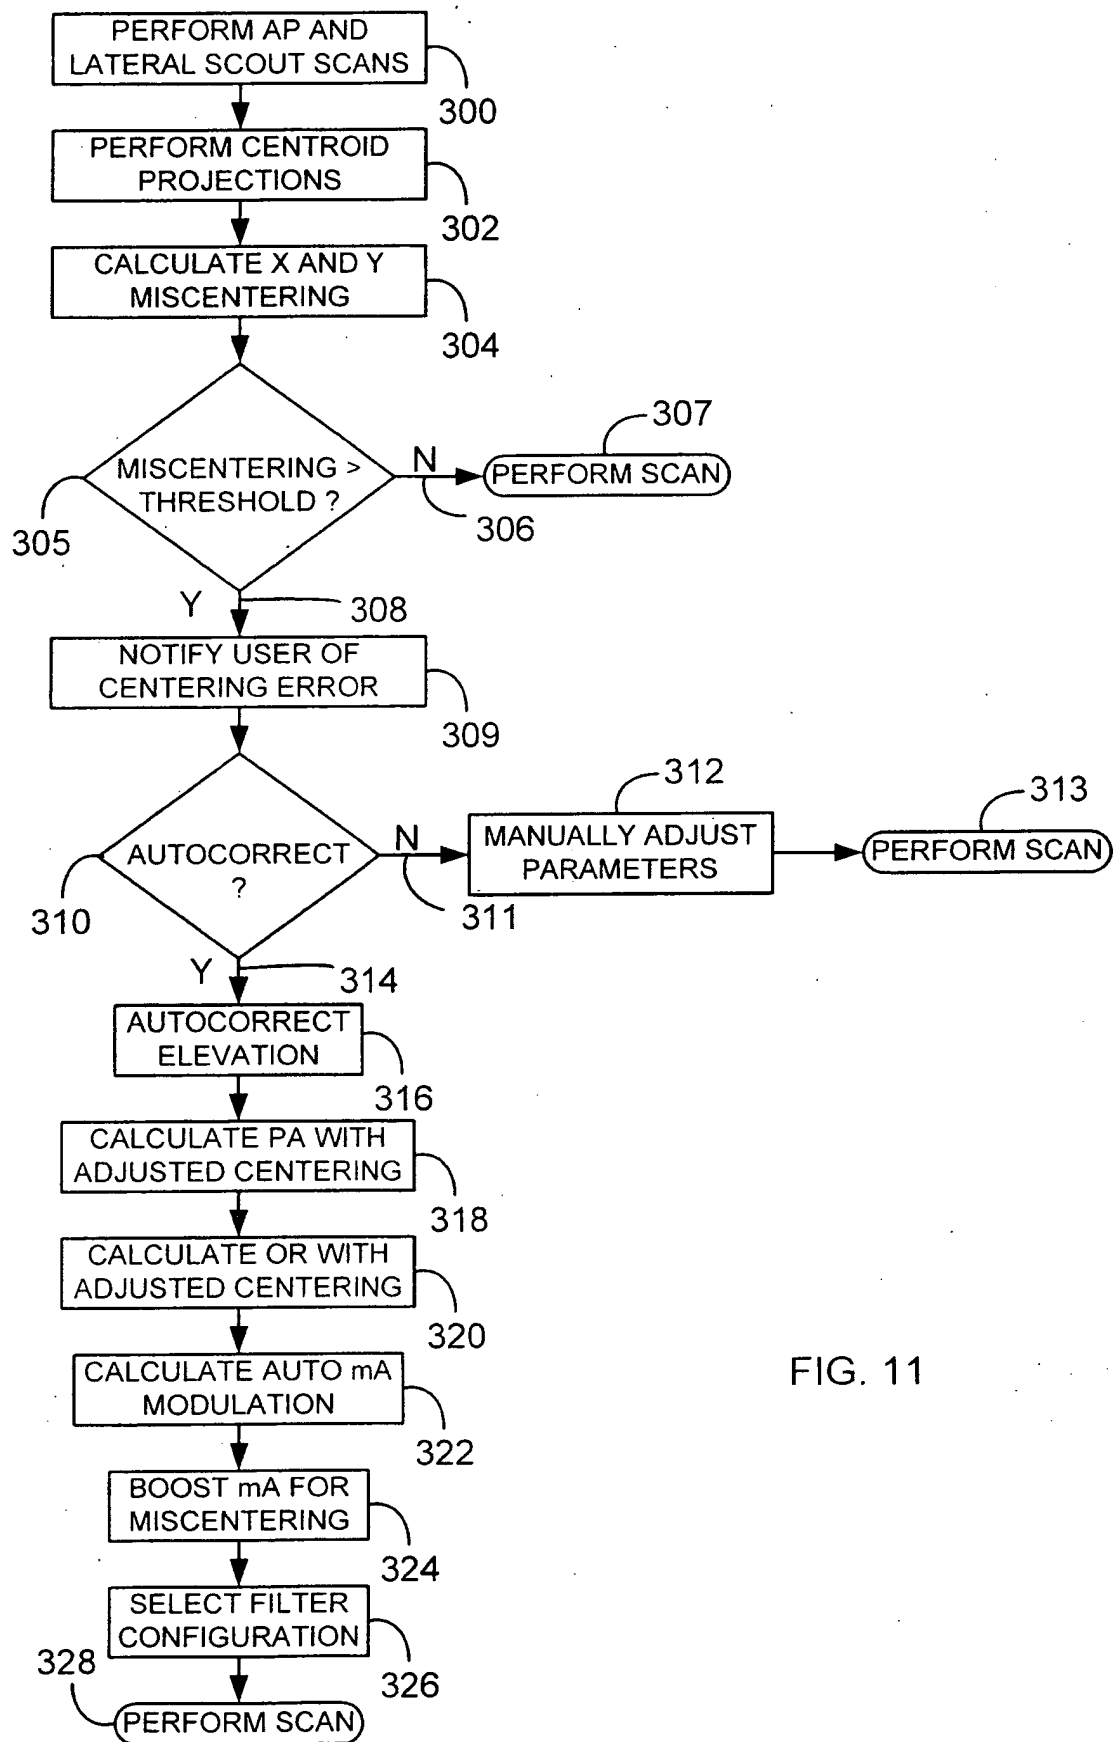 PERFORM AP AND
LATERAL SCOUT SCANS
300
PERFORM CENTROID
PROJECTIONS
302
CALCULATE X AND Y
MISCENTERING
304
MISCENTERING >
THRESHOLD ?
305
N
306
307
PERFORM SCAN
Y
308
NOTIFY USER OF
CENTERING ERROR
309
AUTOCORRECT
?
310
N
311
312
MANUALLY ADJUST
PARAMETERS
313
PERFORM SCAN
Y
314
AUTOCORRECT
ELEVATION
316
CALCULATE PA WITH
ADJUSTED CENTERING
318
CALCULATE OR WITH
ADJUSTED CENTERING
320
CALCULATE AUTO mA
MODULATION
322
BOOST mA FOR
MISCENTERING
324
SELECT FILTER
CONFIGURATION
326
328
PERFORM SCAN
FIG. 11